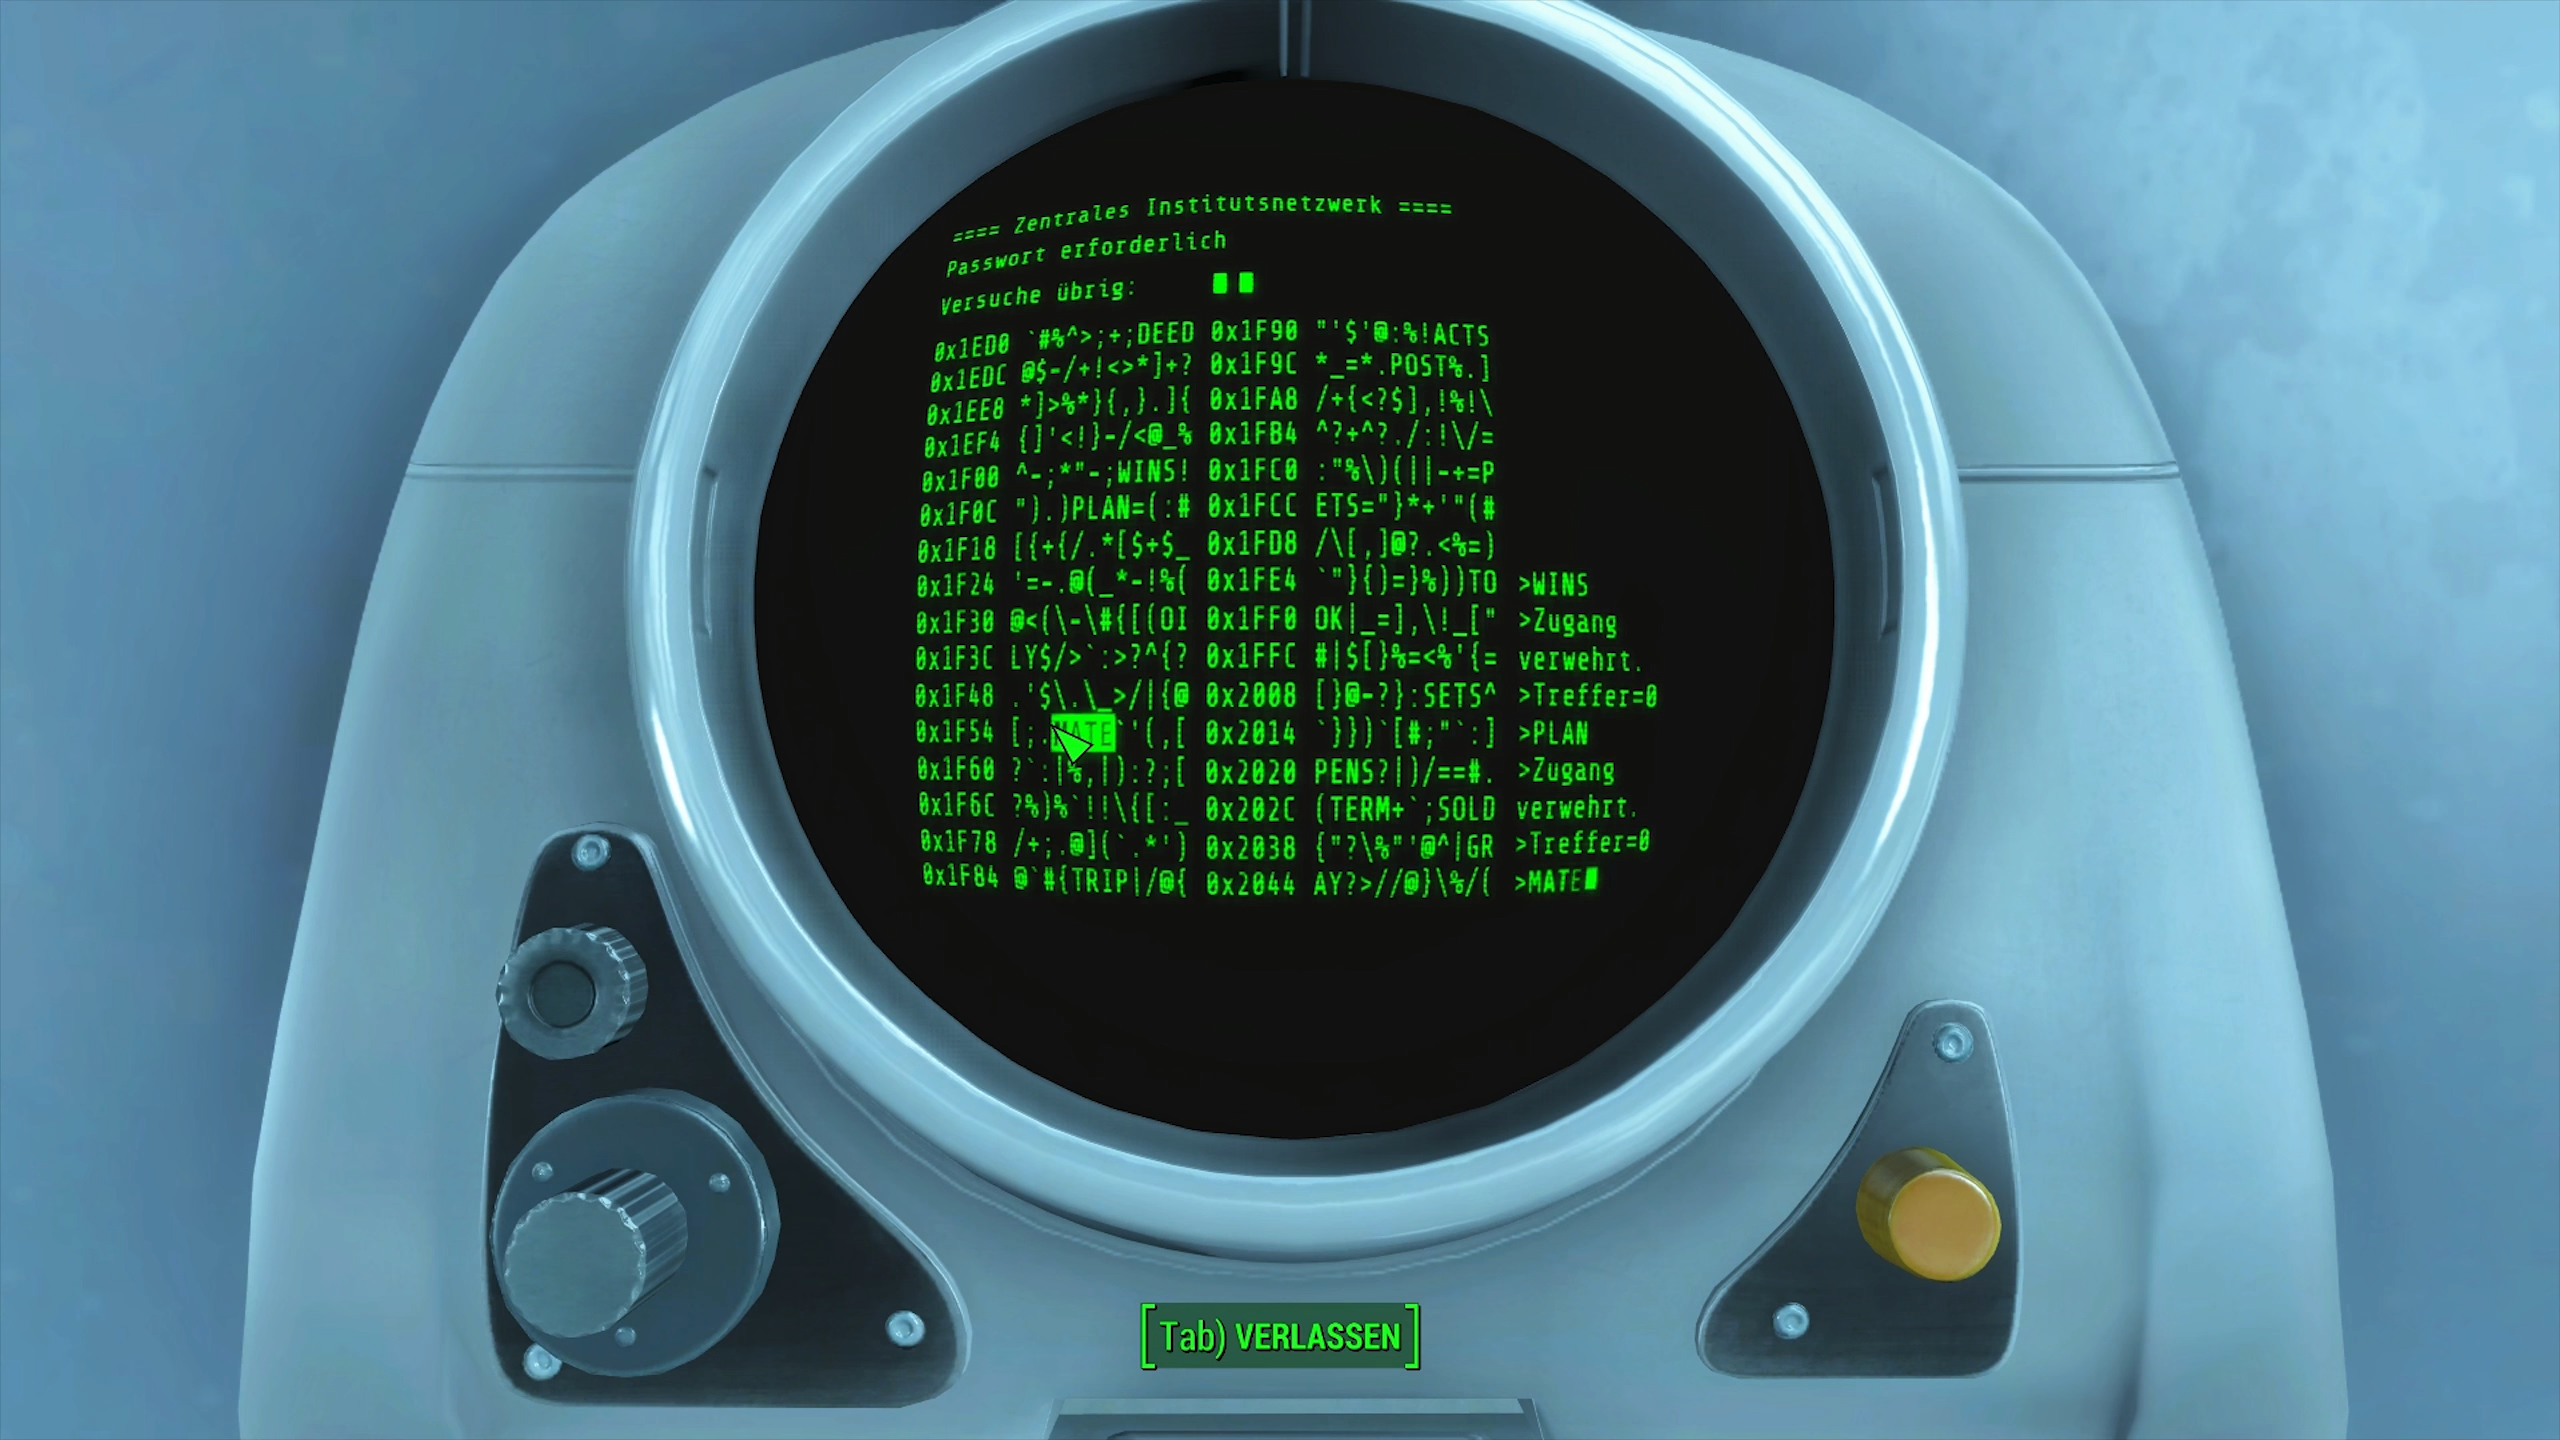 ==== Zentrales Institutsnetzwerk ====
Passwort erforderlich
Versuche übrig:
0x1ED0 `#%^>;+;DEED 0x1F90 "'$'@:%!ACTS
0x1EDC @$-/+!<>*]+? 0x1F9C *_=*.POST%.]
0x1EE8 *]>%*}{,}.]{ 0x1FA8 /+{<?$],!%!\
0x1EF4 {]'<!}-/<@_% 0x1FB4 ^?+^?./:!\/=
0x1F00 ^-;*"-;WINS! 0x1FC0 :"%\)(||-+=P
0x1F0C ").)PLAN=(:# 0x1FCC ETS="}*+'"(#
0x1F18 [{+{/.*[$+$_ 0x1FD8 /\[,]@?.<%=)
0x1F24 '=-.@(_*-!%( 0x1FE4 `"}{)=}%))TO >WINS
0x1F30 @<(\-\#{[(OI 0x1FF0 OK|_=],\!_[" >Zugang
0x1F3C LY$/>`:>?^{? 0x1FFC #|$[}%=<%'{= verwehrt.
0x1F48 .'$\.\_>/|{@ 0x2008 [}@-?}:SETS^ >Treffer=0
0x1F54 [;.MATE`'(,[ 0x2014 `}})`[#;"`:] >PLAN
0x1F60 ?`:|%,|):?;[ 0x2020 PENS?|)/==#. >Zugang
0x1F6C ?%)%`!!\{[:_ 0x202C (TERM+`;SOLD verwehrt.
0x1F78 /+;.@](`.*') 0x2038 {"?\%"'@^|GR >Treffer=0
0x1F84 @`#{TRIP|/@{ 0x2044 AY?>//@}\%/( >MATE
[Tab) VERLASSEN]